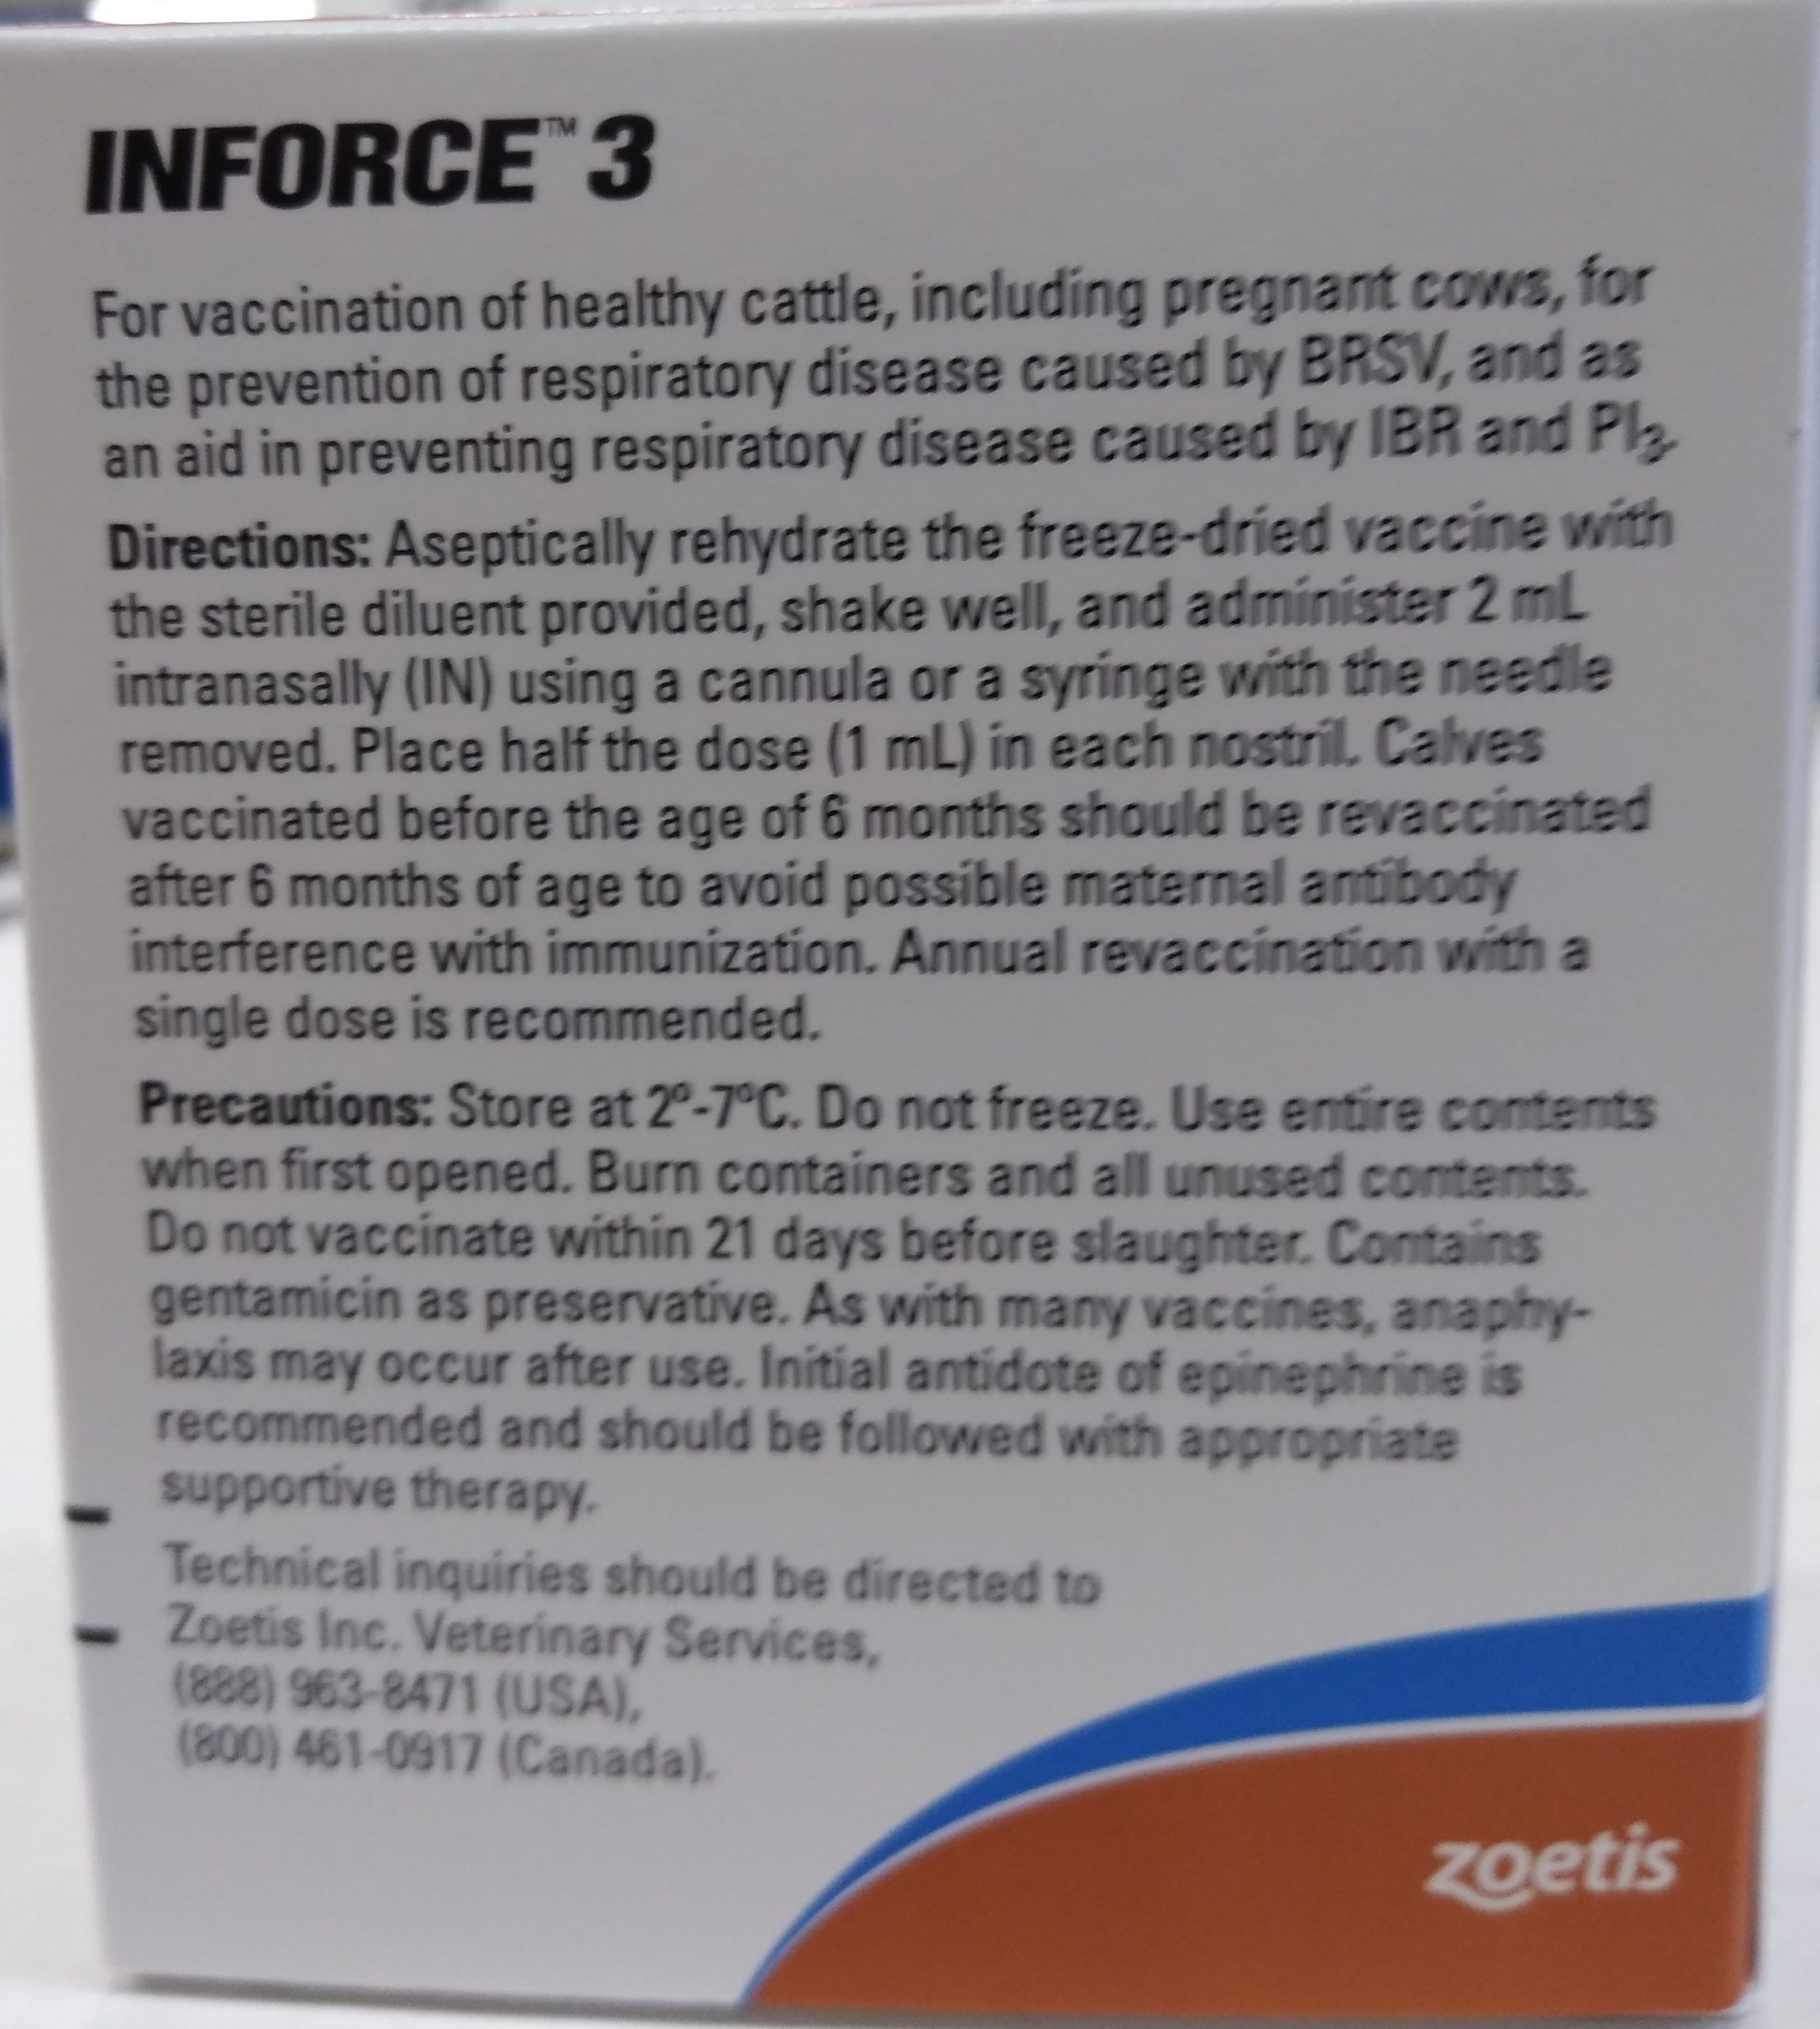 INFORCE™ 3
For vaccination of healthy cattle, including pregnant cows, for
the prevention of respiratory disease caused by BRSV, and as
an aid in preventing respiratory disease caused by IBR and PI₃.
Directions: Aseptically rehydrate the freeze-dried vaccine with
the sterile diluent provided, shake well, and administer 2 mL
intranasally (IN) using a cannula or a syringe with the needle
removed. Place half the dose (1 mL) in each nostril. Calves
vaccinated before the age of 6 months should be revaccinated
after 6 months of age to avoid possible maternal antibody
interference with immunization. Annual revaccination with a
single dose is recommended.
Precautions: Store at 2º-7ºC. Do not freeze. Use entire contents
when first opened. Burn containers and all unused contents.
Do not vaccinate within 21 days before slaughter. Contains
gentamicin as preservative. As with many vaccines, anaphy-
laxis may occur after use. Initial antidote of epinephrine is
recommended and should be followed with appropriate
supportive therapy.
Technical inquiries should be directed to
Zoetis Inc. Veterinary Services,
(888) 963-8471 (USA),
(800) 461-0917 (Canada).
zoetis